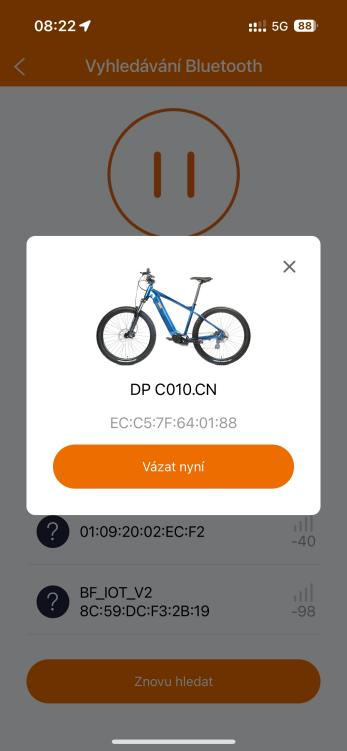 08:22
5G
88
Vyhledávání Bluetooth
DP C010.CN
EC:C5:7F:64:01:88
Vázat nyní
?
01:09:20:02:EC:F2
-40
?
BF_IOT_V2
8C:59:DC:F3:2B:19
-98
Znovu hledat